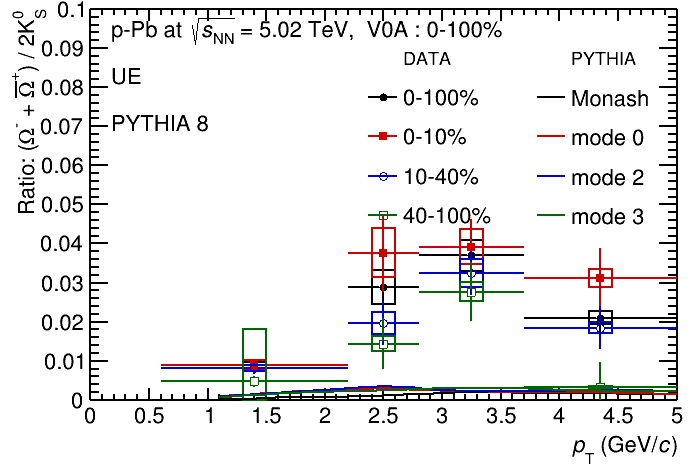 p-Pb at √s_NN = 5.02 TeV, V0A : 0-100%
UE
PYTHIA 8
DATA
0-100%
0-10%
10-40%
40-100%
PYTHIA
Monash
mode 0
mode 2
mode 3
Ratio: (Ω⁻ + Ω̅⁺) / 2K⁰_S
0.1
0.09
0.08
0.07
0.06
0.05
0.04
0.03
0.02
0.01
0
0 0.5 1 1.5 2 2.5 3 3.5 4 4.5 5
p_T (GeV/c)